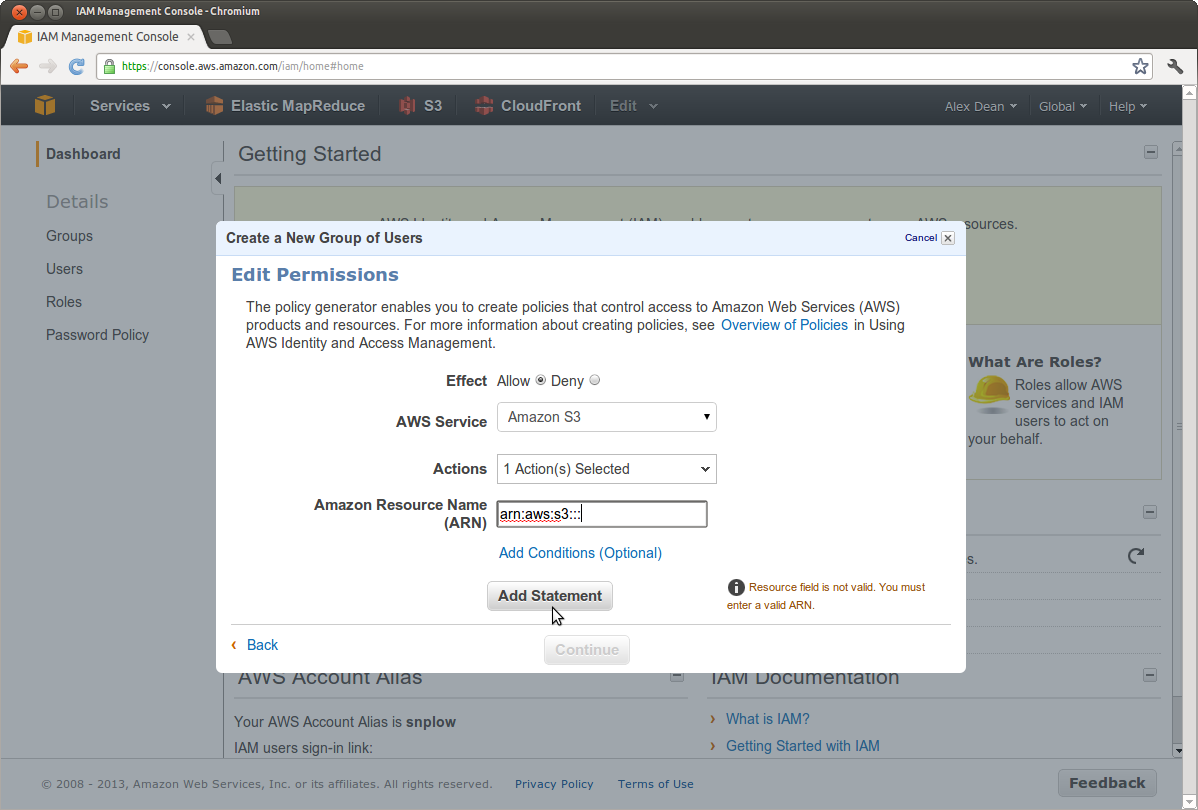 IAM Management Console - Chromium
IAM Management Console
https://console.aws.amazon.com/iam/home#home
Services
Elastic MapReduce
S3
CloudFront
Edit
Alex Dean
Global
Help
Dashboard
Getting Started
Details
Groups
Users
Roles
Password Policy
sources.
Create a New Group of Users
Cancel
Edit Permissions
The policy generator enables you to create policies that control access to Amazon Web Services (AWS)
products and resources. For more information about creating policies, see Overview of Policies in Using
AWS Identity and Access Management.
Effect Allow Deny
AWS Service Amazon S3
Actions 1 Action(s) Selected
Amazon Resource Name
(ARN)
arn:aws:s3:::
Add Conditions (Optional)
Add Statement
Resource field is not valid. You must
enter a valid ARN.
Back
Continue
What Are Roles?
Roles allow AWS
services and IAM
users to act on
your behalf.
s.
AWS Account Alias
Your AWS Account Alias is snplow
IAM users sign-in link:
IAM Documentation
What is IAM?
Getting Started with IAM
© 2008 - 2013, Amazon Web Services, Inc. or its affiliates. All rights reserved.
Privacy Policy
Terms of Use
Feedback